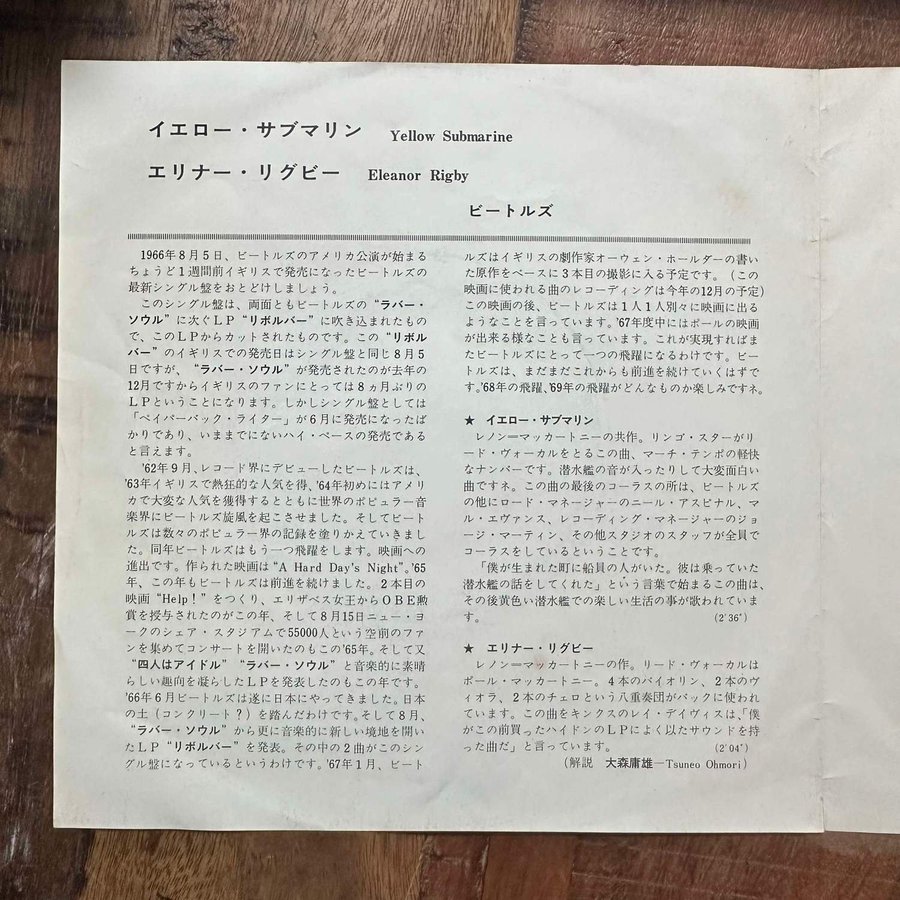 イエロー・サブマリン Yellow Submarine
エリナー・リグビー Eleanor Rigby
ビートルズ
1966年8月5日、ビートルズのアメリカ公演が始まる
ちょうど1週間前イギリスで発売になったビートルズの
最新シングル盤をおとどけしましょう。
このシングル盤は、両面ともビートルズの“ラバー・
ソウル”に次ぐLP“リボルバー”に吹き込まれたもの
で、このLPからカットされたものです。この“リボル
バー”のイギリスでの発売日はシングル盤と同じ8月5
日ですが、“ラバー・ソウル”が発売されたのが去年の
12月ですからイギリスのファンにとっては8ヵ月ぶりの
LPということになります。しかしシングル盤としては
「ペイパーバック・ライター」が6月に発売になったば
かりであり、いままでにないハイ・ペースの発売である
と言えます。
'62年9月、レコード界にデビューしたビートルズは、
'63年イギリスで熱狂的な人気を得、'64年初めにはアメリ
カで大変な人気を獲得するとともに世界のポピュラー音
楽界にビートルズ旋風を起こさせました。そしてビート
ルズは数々のポピュラー界の記録を塗りかえていきまし
た。同年ビートルズはもう一つ飛躍をします。映画への
進出です。作られた映画は“A Hard Day's Night”。'65
年、この年もビートルズは前進を続けました。2本目の
映画“Help!”をつくり、エリザベス女王からOBE勲
賞を授与されたのがこの年、そして8月15日ニュー・ヨ
ークのシェア・スタジアムで55000人という空前のファ
ンを集めてコンサートを開いたのもこの'65年。そして又
“四人はアイドル”“ラバー・ソウル”と音楽的に素晴
らしい趣向を凝らしたLPを発表したのもこの年です。
'66年6月ビートルズは遂に日本にやってきました。日本
の土（コンクリート？）を踏んだわけです。そして8月、
“ラバー・ソウル”から更に音楽的に新しい境地を開い
たLP“リボルバー”を発表。その中の2曲がこのシン
グル盤になっているというわけです。'67年1月、ビート
ルズはイギリスの劇作家オーウェン・ホールダーの書い
た原作をベースに3本目の撮影に入る予定です。（この
映画に使われる曲のレコーディングは今年の12月の予定）
この映画の後、ビートルズは1人1人別々に映画に出る
ようなことを言っています。'67年度中にはポールの映画
が出来る様なことも言っています。これが実現すればま
たビートルズにとって一つの飛躍になるわけです。ビー
トルズは、まだまだこれからも前進を続けていくはずで
す。'68年の飛躍、'69年の飛躍がどんなものか楽しみですネ。
★ イエロー・サブマリン
レノン＝マッカートニーの共作。リンゴ・スターがリ
ード・ヴォーカルをとるこの曲、マーチ・テンポの軽快
なナンバーです。潜水艦の音が入ったりして大変面白い
曲ですネ。この曲の最後のコーラスの所は、ビートルズ
の他にロード・マネージャーのニール・アスピナル、マ
ル・エヴァンス、レコーディング・マネージャーのジョ
ージ・マーティン、その他スタジオのスタッフが全員で
コーラスをしているということです。
「僕が生まれた町に船員の人がいた。彼は乗っていた
潜水艦の話をしてくれた」という言葉で始まるこの曲は、
その後黄色い潜水艦での楽しい生活の事が歌われていま
す。 (2′36″)
★ エリナー・リグビー
レノン＝マッカートニーの作。リード・ヴォーカルは
ポール・マッカートニー。4本のバイオリン、2本のヴ
ィオラ、2本のチェロという八重奏団がバックに使われ
ています。この曲をキンクスのレイ・デイヴィスは、「僕
がこの前買ったハイドンのLPによく以たサウンドを持
った曲だ」と言っています。 (2′04″)
（解説 大森庸雄—Tsuneo Ohmori）